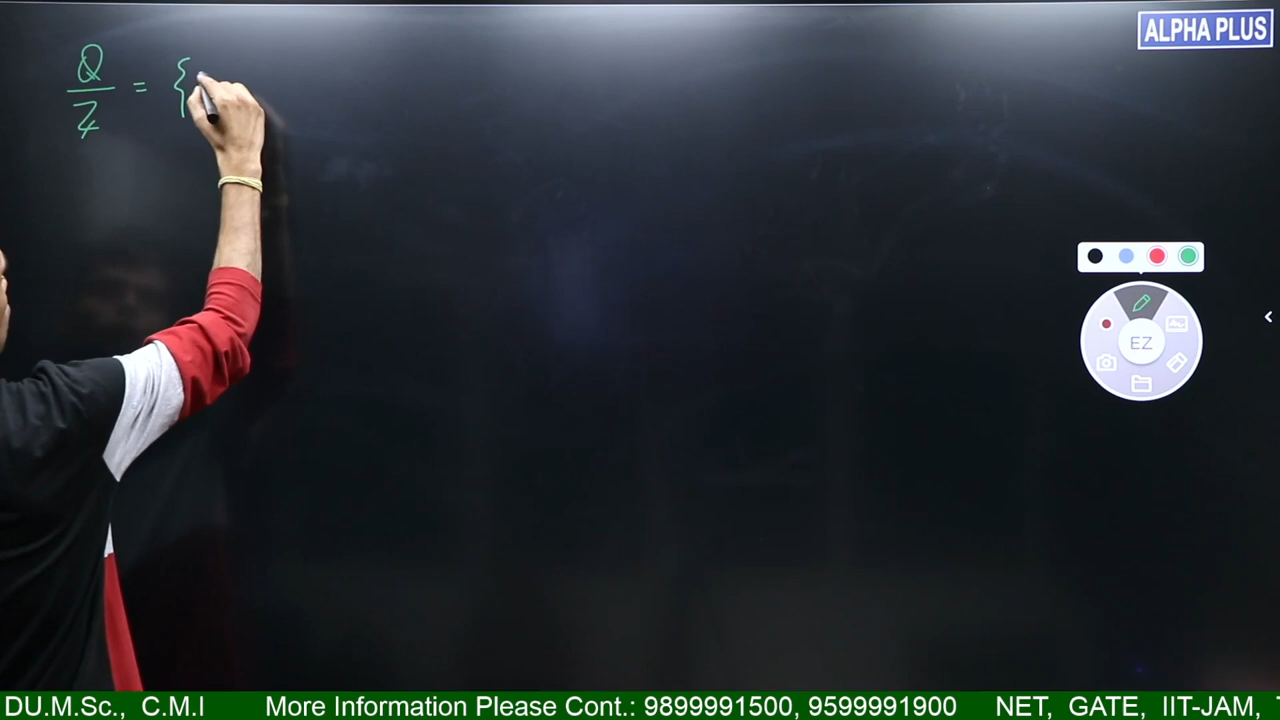 ALPHA PLUS
Q
Z
= {
EZ
DU.M.Sc., C.M.I More Information Please Cont.: 9899991500, 9599991900 NET, GATE, IIT-JAM,